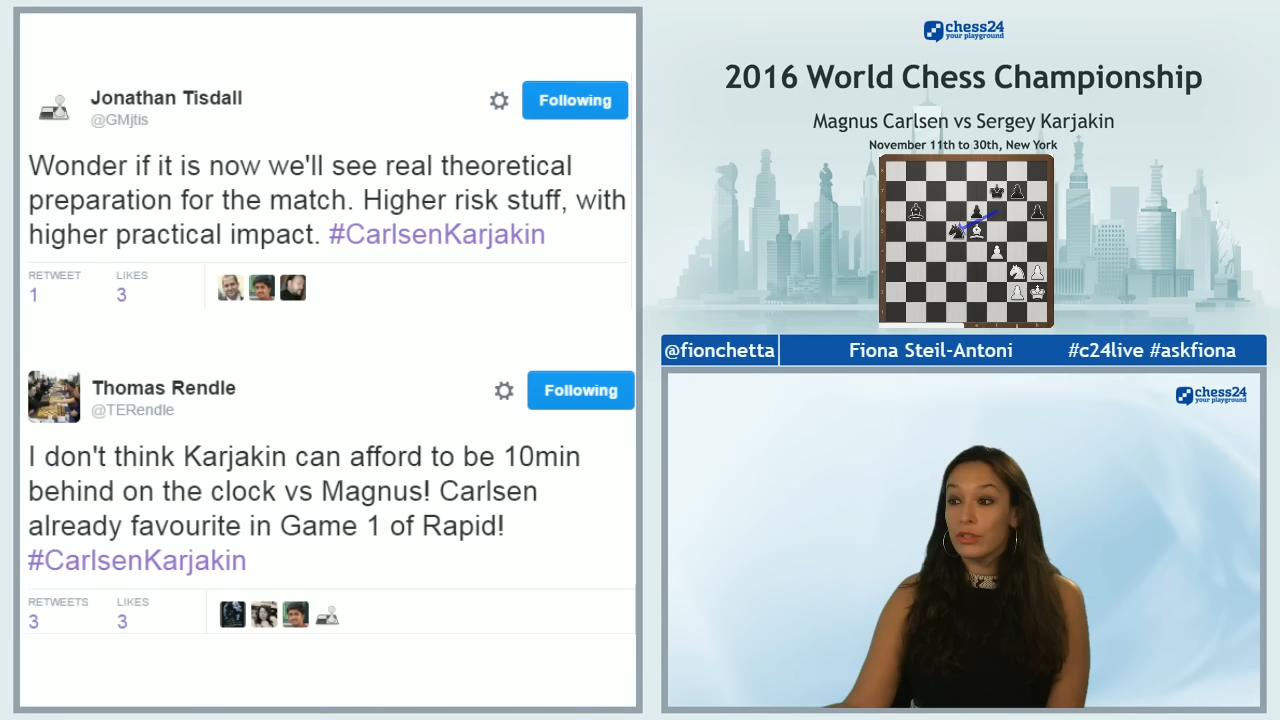 Jonathan Tisdall
@GMjtis
Following
Wonder if it is now we'll see real theoretical
preparation for the match. Higher risk stuff, with
higher practical impact. #CarlsenKarjakin
RETWEET LIKES
1 3
Thomas Rendle
@TERendle
Following
I don't think Karjakin can afford to be 10min
behind on the clock vs Magnus! Carlsen
already favourite in Game 1 of Rapid!
#CarlsenKarjakin
RETWEETS LIKES
3 3
chess24
your playground
2016 World Chess Championship
Magnus Carlsen vs Sergey Karjakin
November 11th to 30th, New York
@fionchetta Fiona Steil-Antoni #c24live #askfiona
chess24
your playground